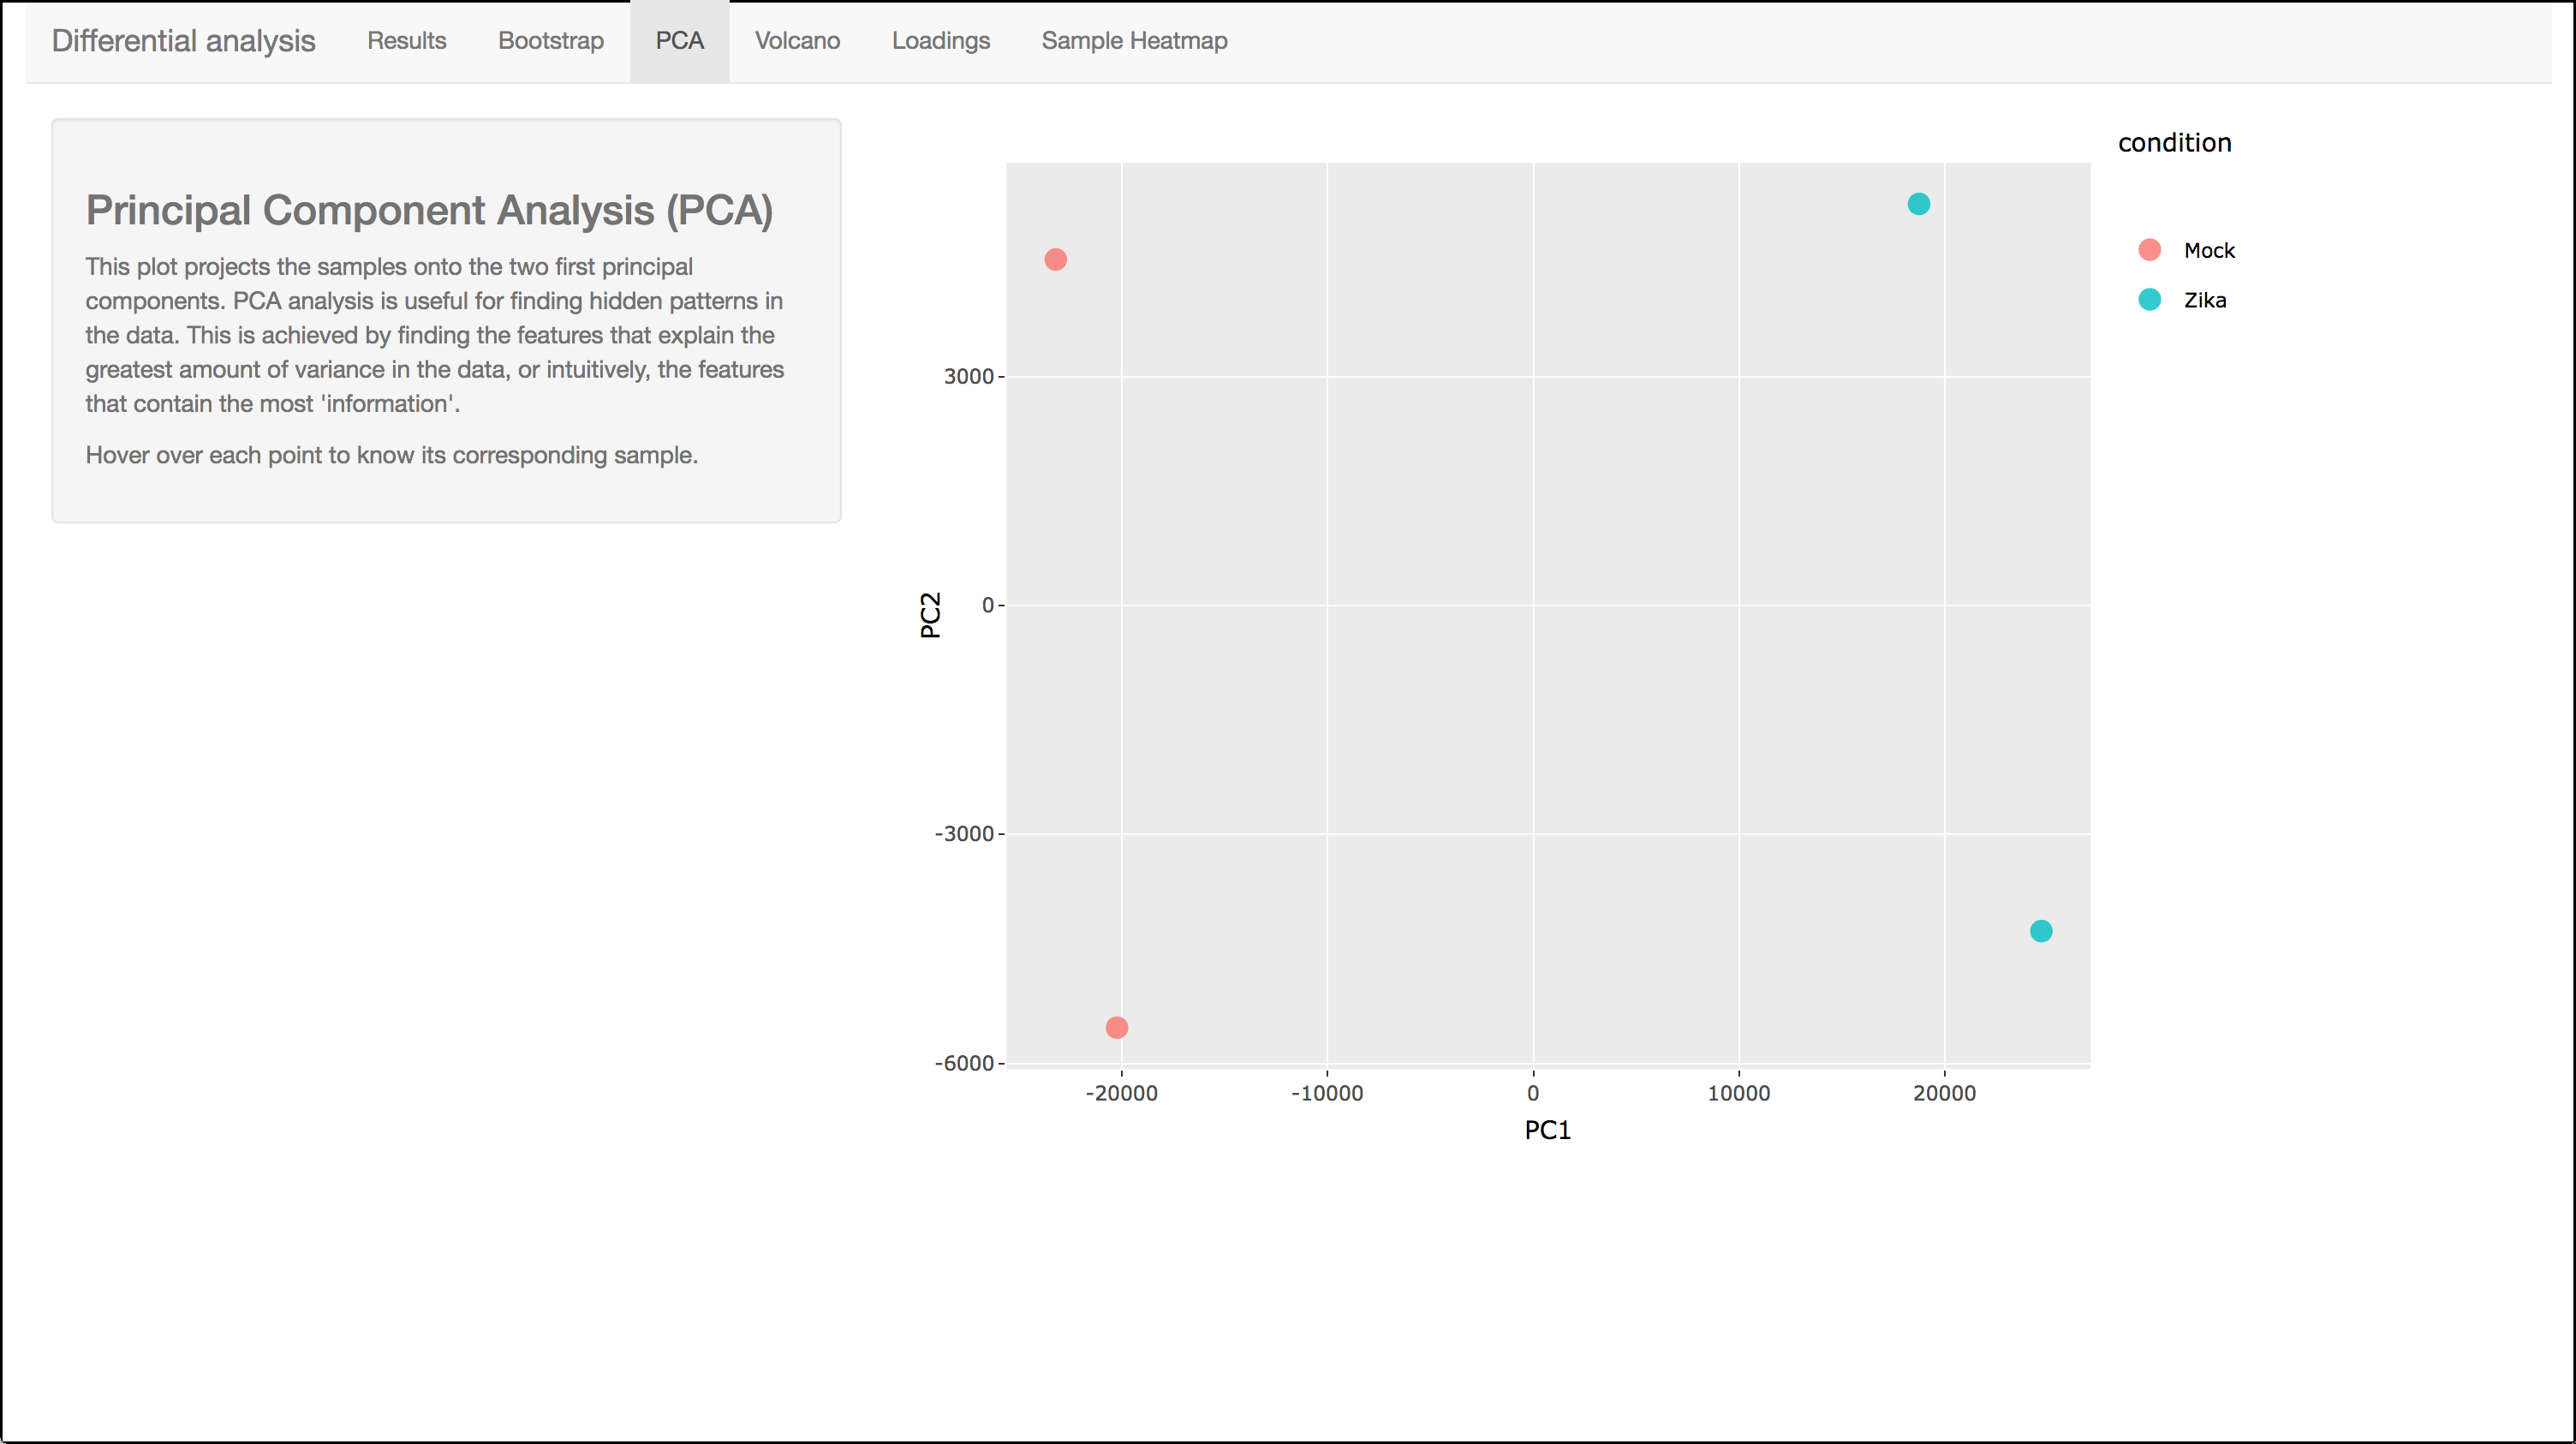 Differential analysis Results Bootstrap PCA Volcano Loadings Sample Heatmap
Principal Component Analysis (PCA)
This plot projects the samples onto the two first principal
components. PCA analysis is useful for finding hidden patterns in
the data. This is achieved by finding the features that explain the
greatest amount of variance in the data, or intuitively, the features
that contain the most 'information'.
Hover over each point to know its corresponding sample.
condition
Mock
Zika
PC2
3000
0
-3000
-6000
-20000 -10000 0 10000 20000
PC1